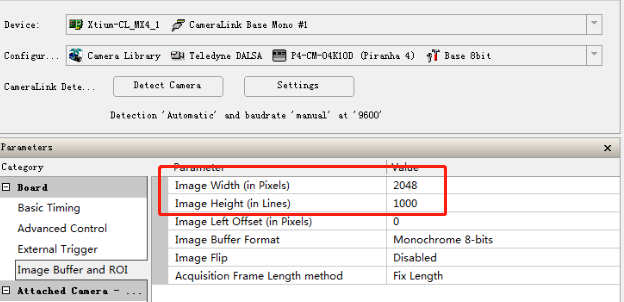 Device: Xtium-CL_MX4_1 CameraLink Base Mono #1
Configur... Camera Library Teledyne DALSA P4-CM-04K10D (Piranha 4) Base 8bit
CameraLink Dete... Detect Camera Settings
Detection 'Automatic' and baudrate 'manual' at '9600'
Parameters
Category Parameter Value
Board
Basic Timing
Advanced Control
External Trigger
Image Buffer and ROI
Attached Camera - ...
Image Width (in Pixels) 2048
Image Height (in Lines) 1000
Image Left Offset (in Pixels) 0
Image Buffer Format Monochrome 8-bits
Image Flip Disabled
Acquisition Frame Length method Fix Length